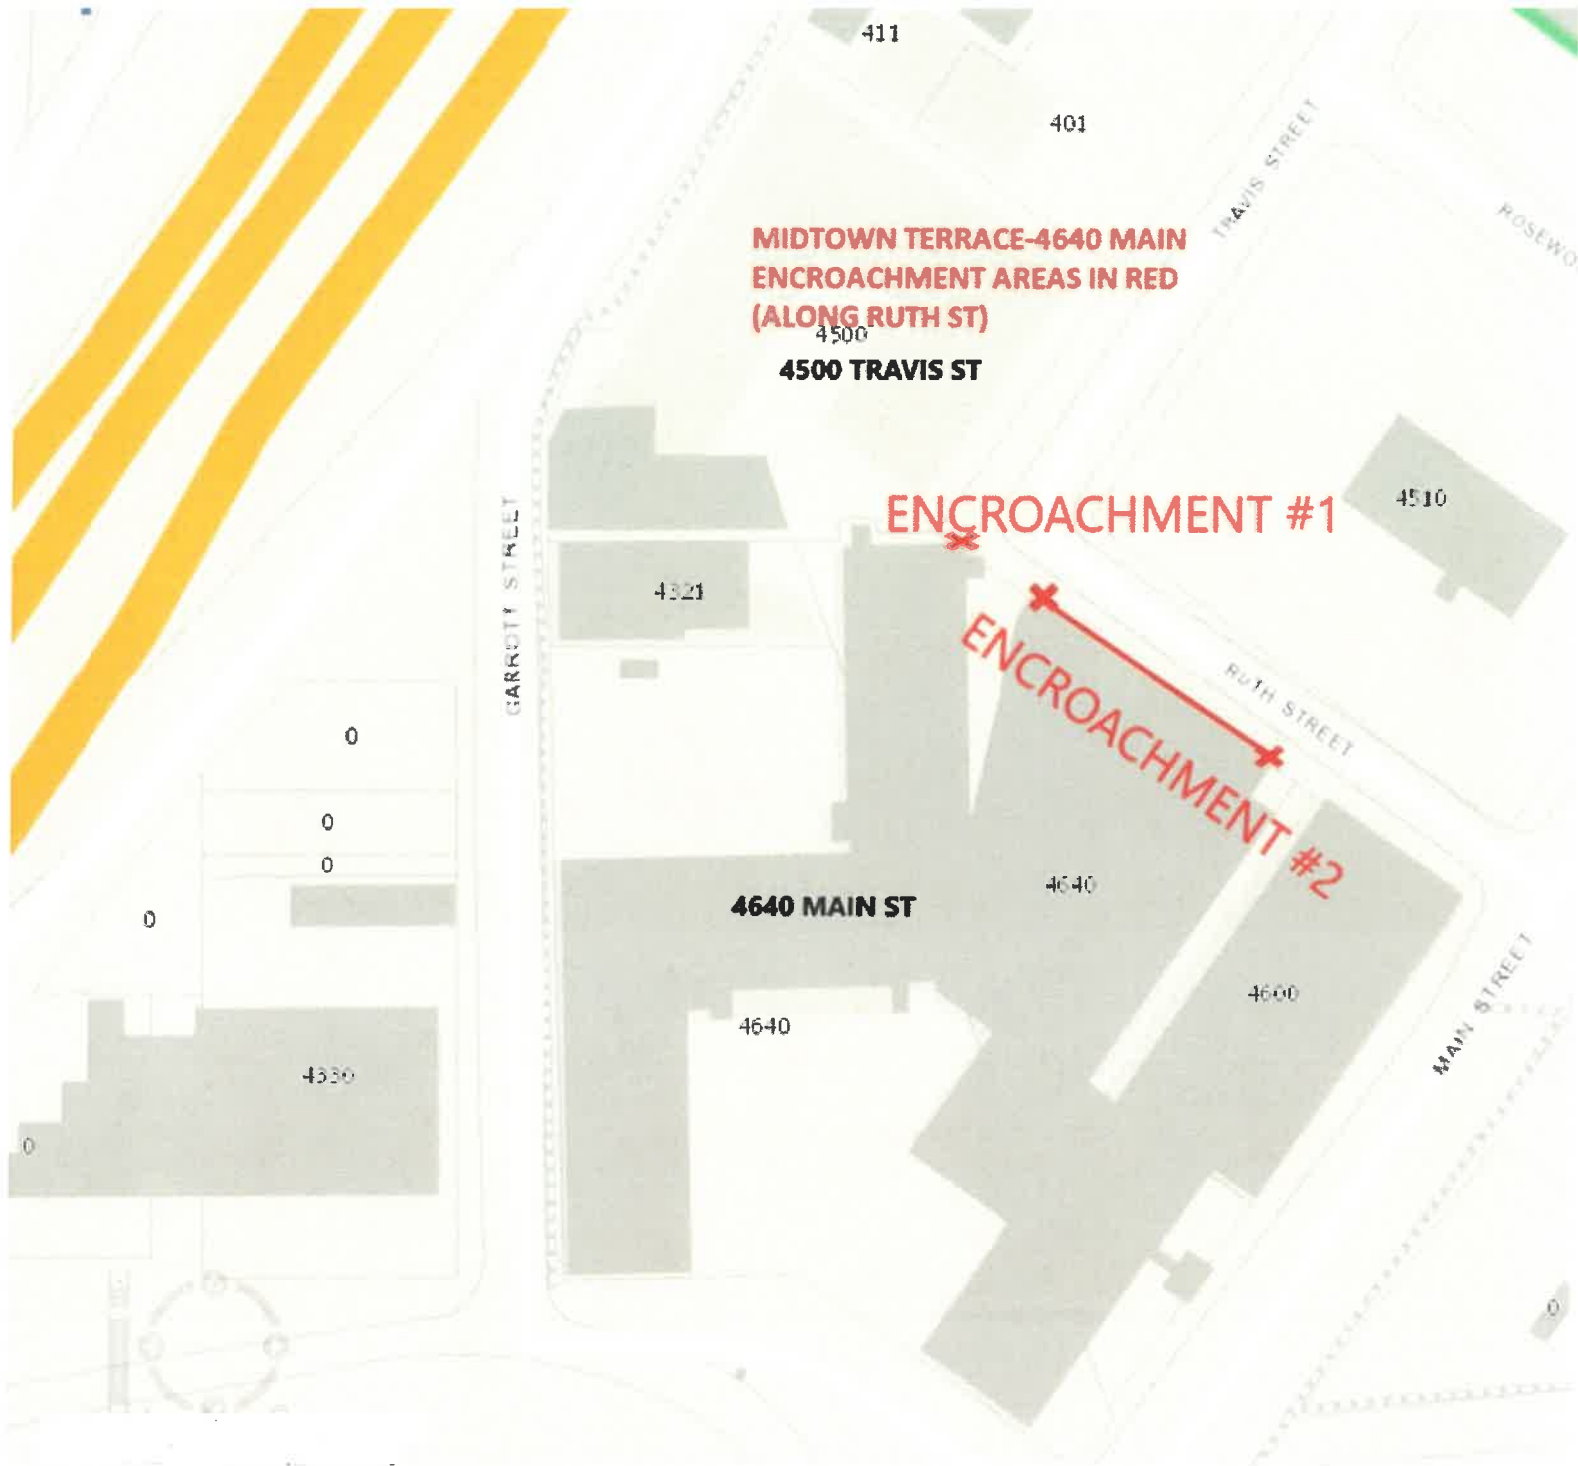 411
401
TRAVIS STREET
MIDTOWN TERRACE-4640 MAIN
ENCROACHMENT AREAS IN RED
(ALONG RUTH ST)
4500
4500 TRAVIS ST
ENCROACHMENT #1
4510
GARROTT STREET
4321
ENCROACHMENT #2
RUTH STREET
0
0
0
0
4640 MAIN ST
4640
4600
4640
MAIN STREET
4330
0
0